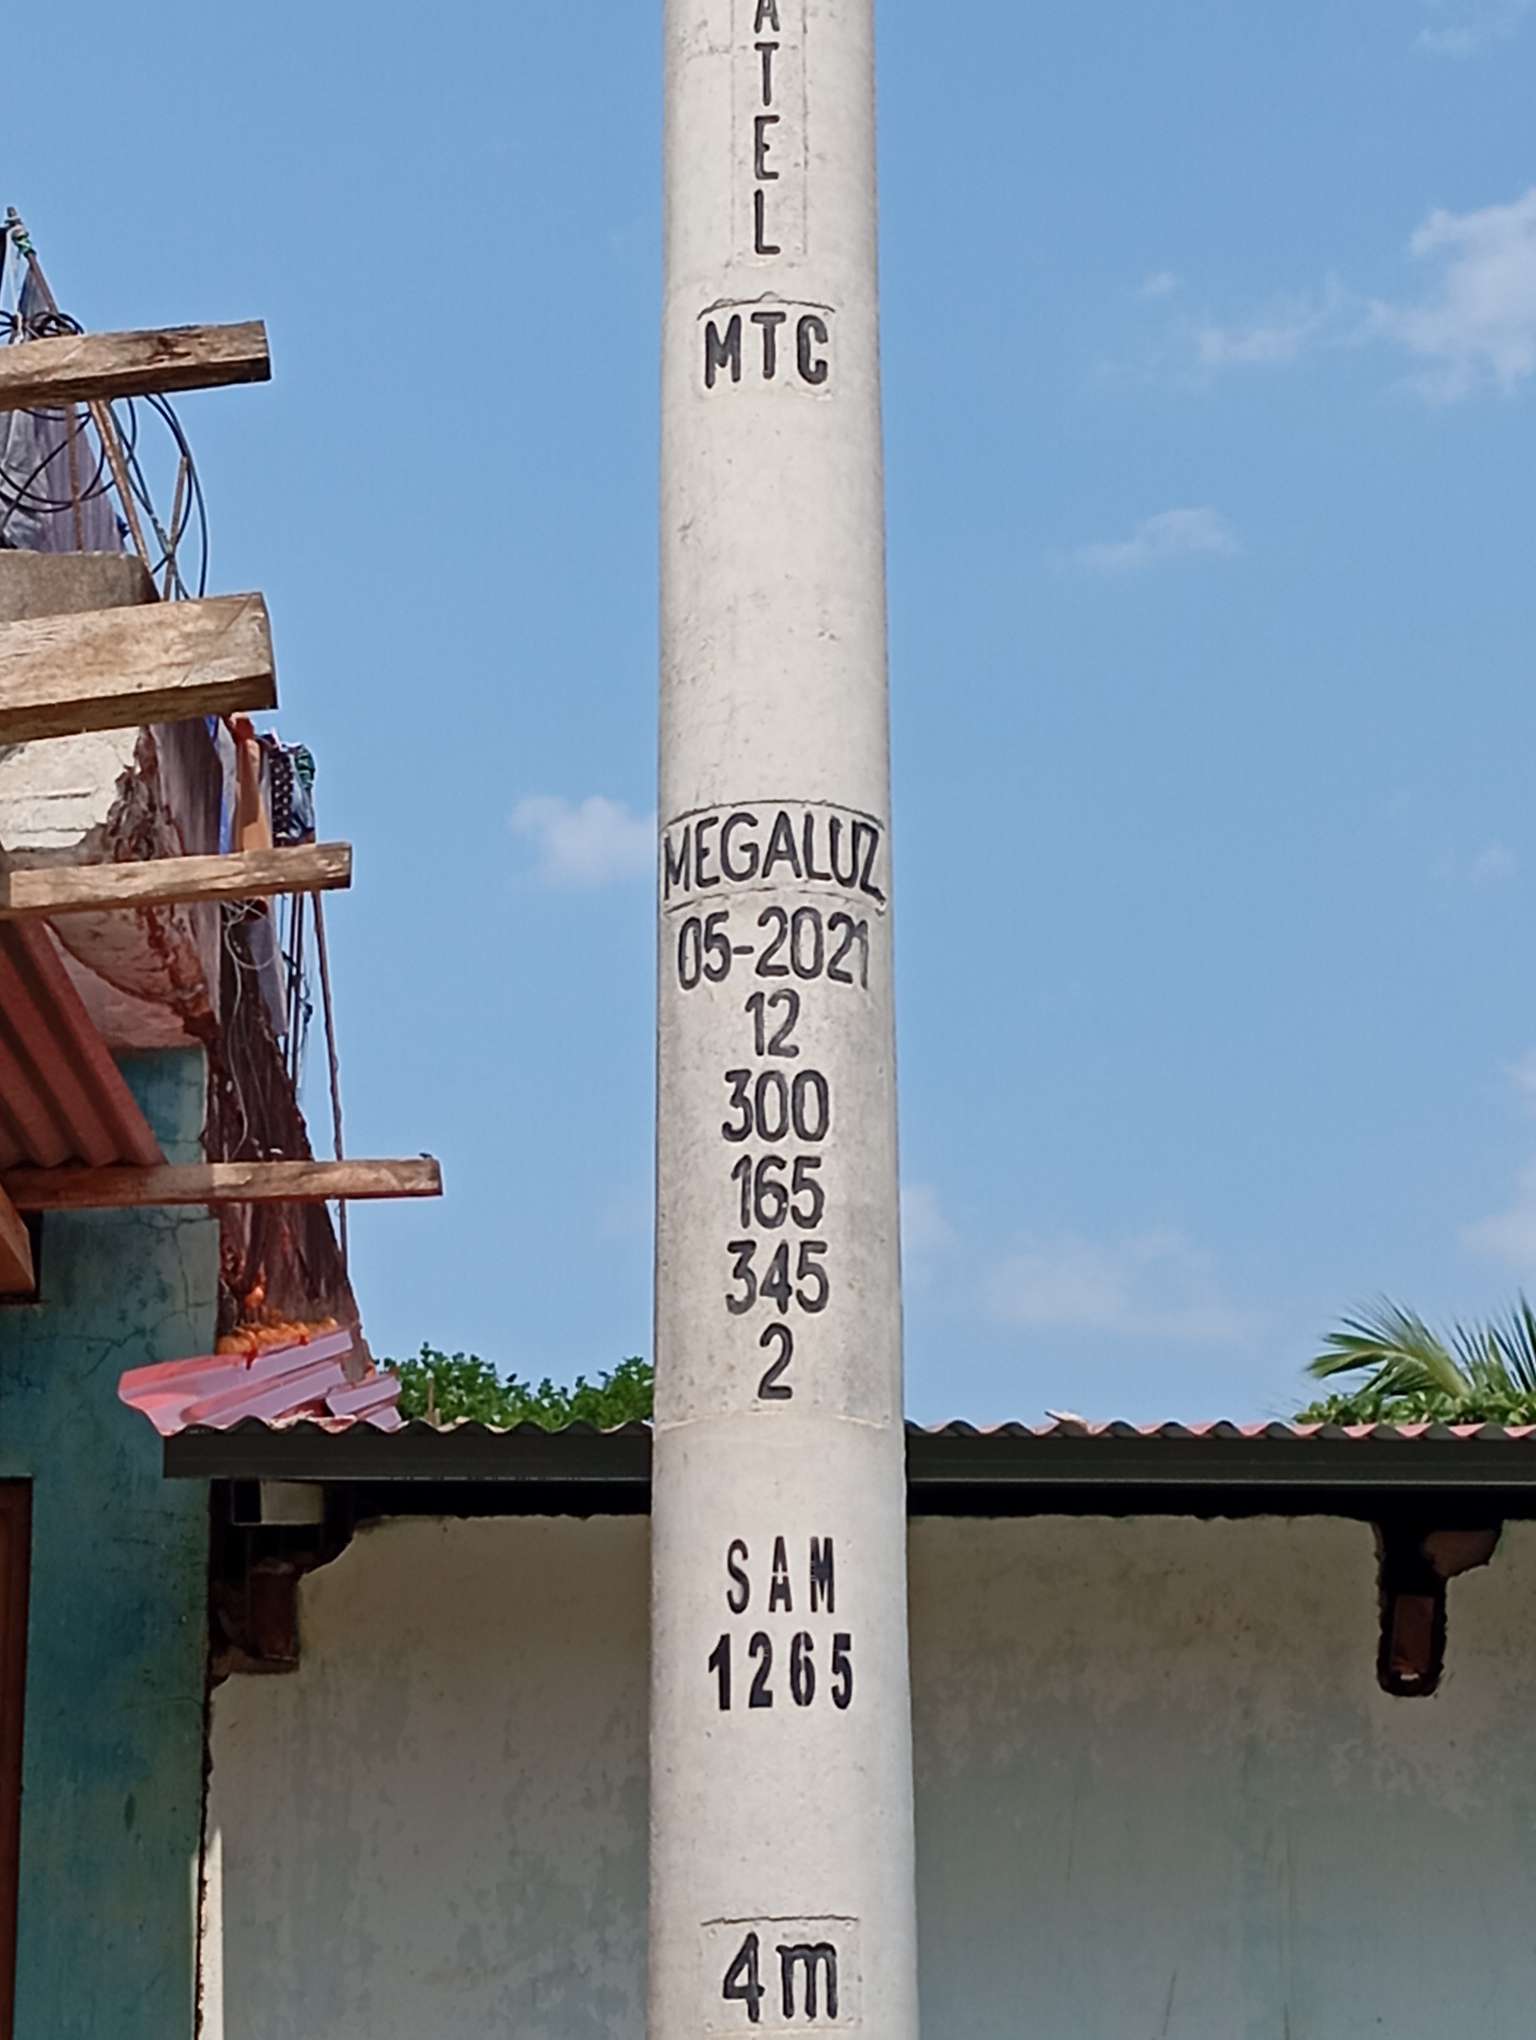 ATEL
MTC
MEGALUZ
05-2021
12
300
165
345
2
SAM
1265
4m